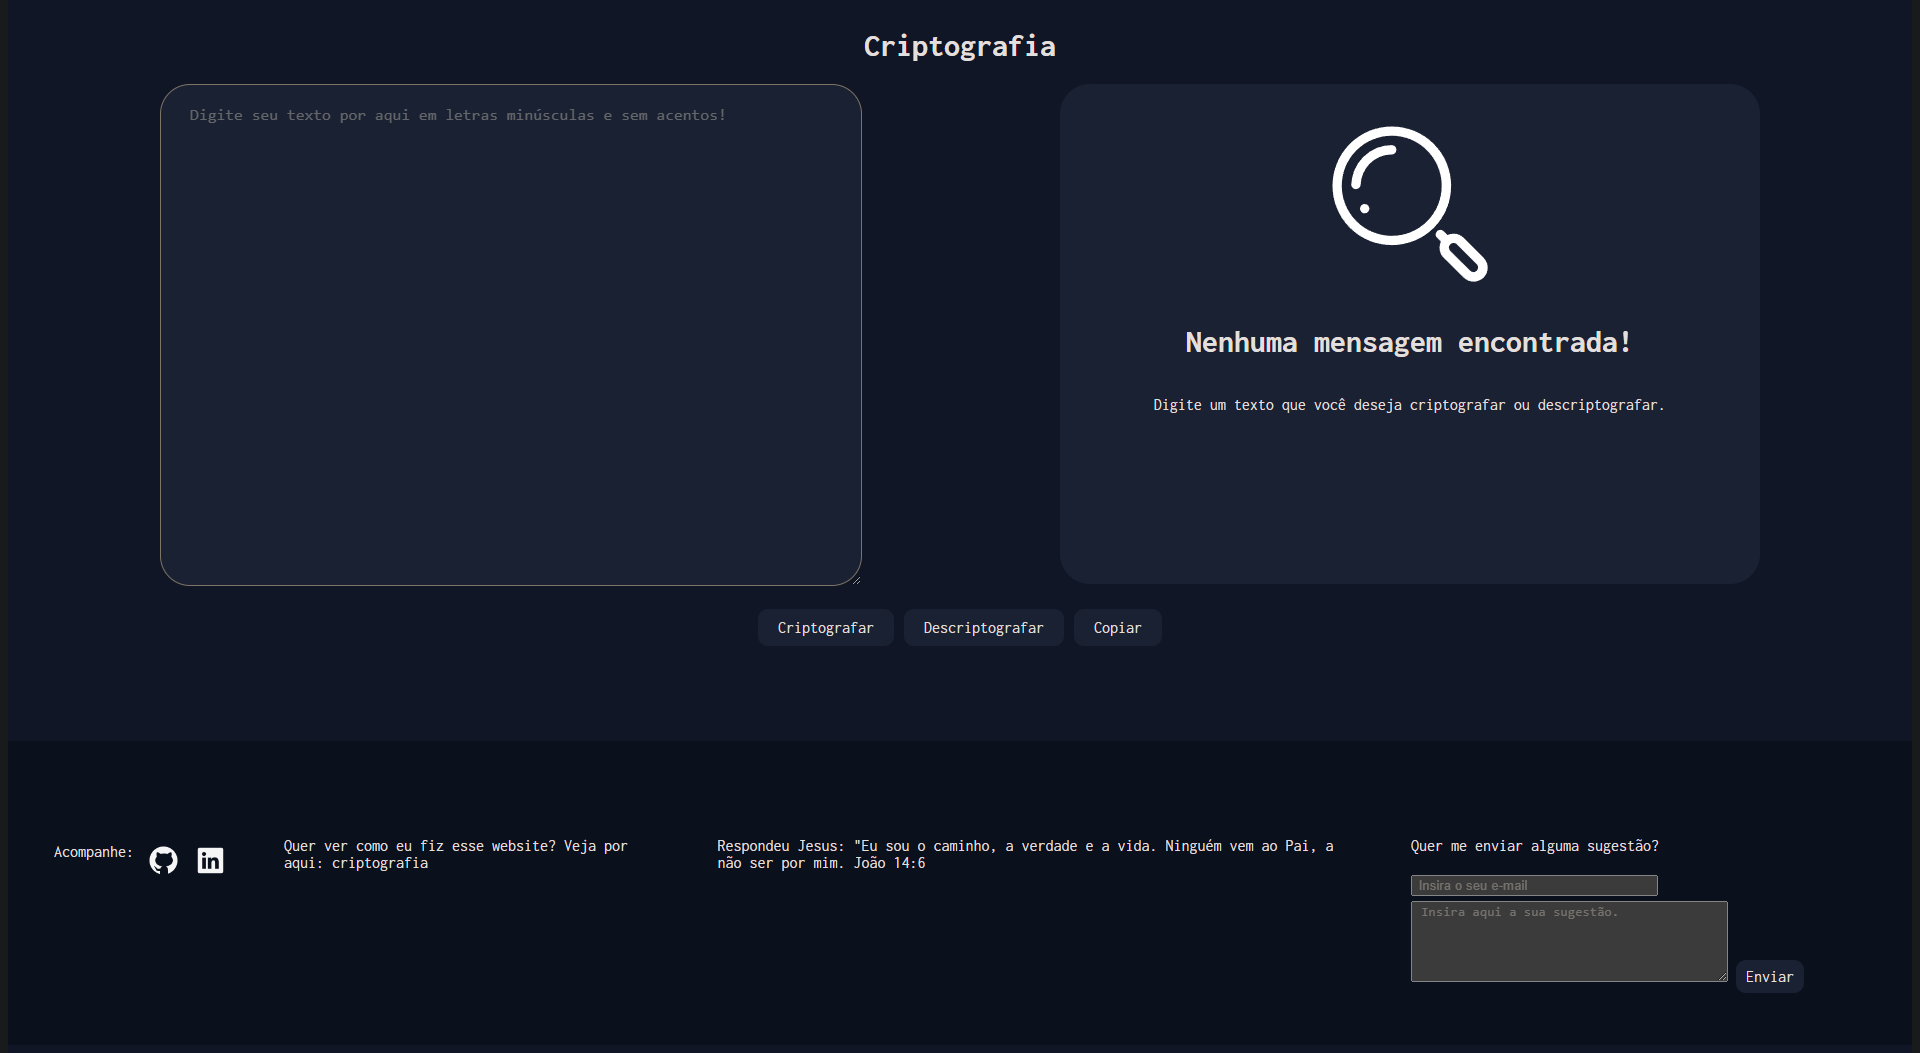 Criptografia
Digite seu texto por aqui em letras minúsculas e sem acentos!
Nenhuma mensagem encontrada!
Digite um texto que você deseja criptografar ou descriptografar.
Criptografar
Descriptografar
Copiar
Acompanhe:
in
Quer ver como eu fiz esse website? Veja por
aqui: criptografia
Respondeu Jesus: "Eu sou o caminho, a verdade e a vida. Ninguém vem ao Pai, a
não ser por mim. João 14:6
Quer me enviar alguma sugestão?
Insira o seu e-mail
Insira aqui a sua sugestão.
Enviar